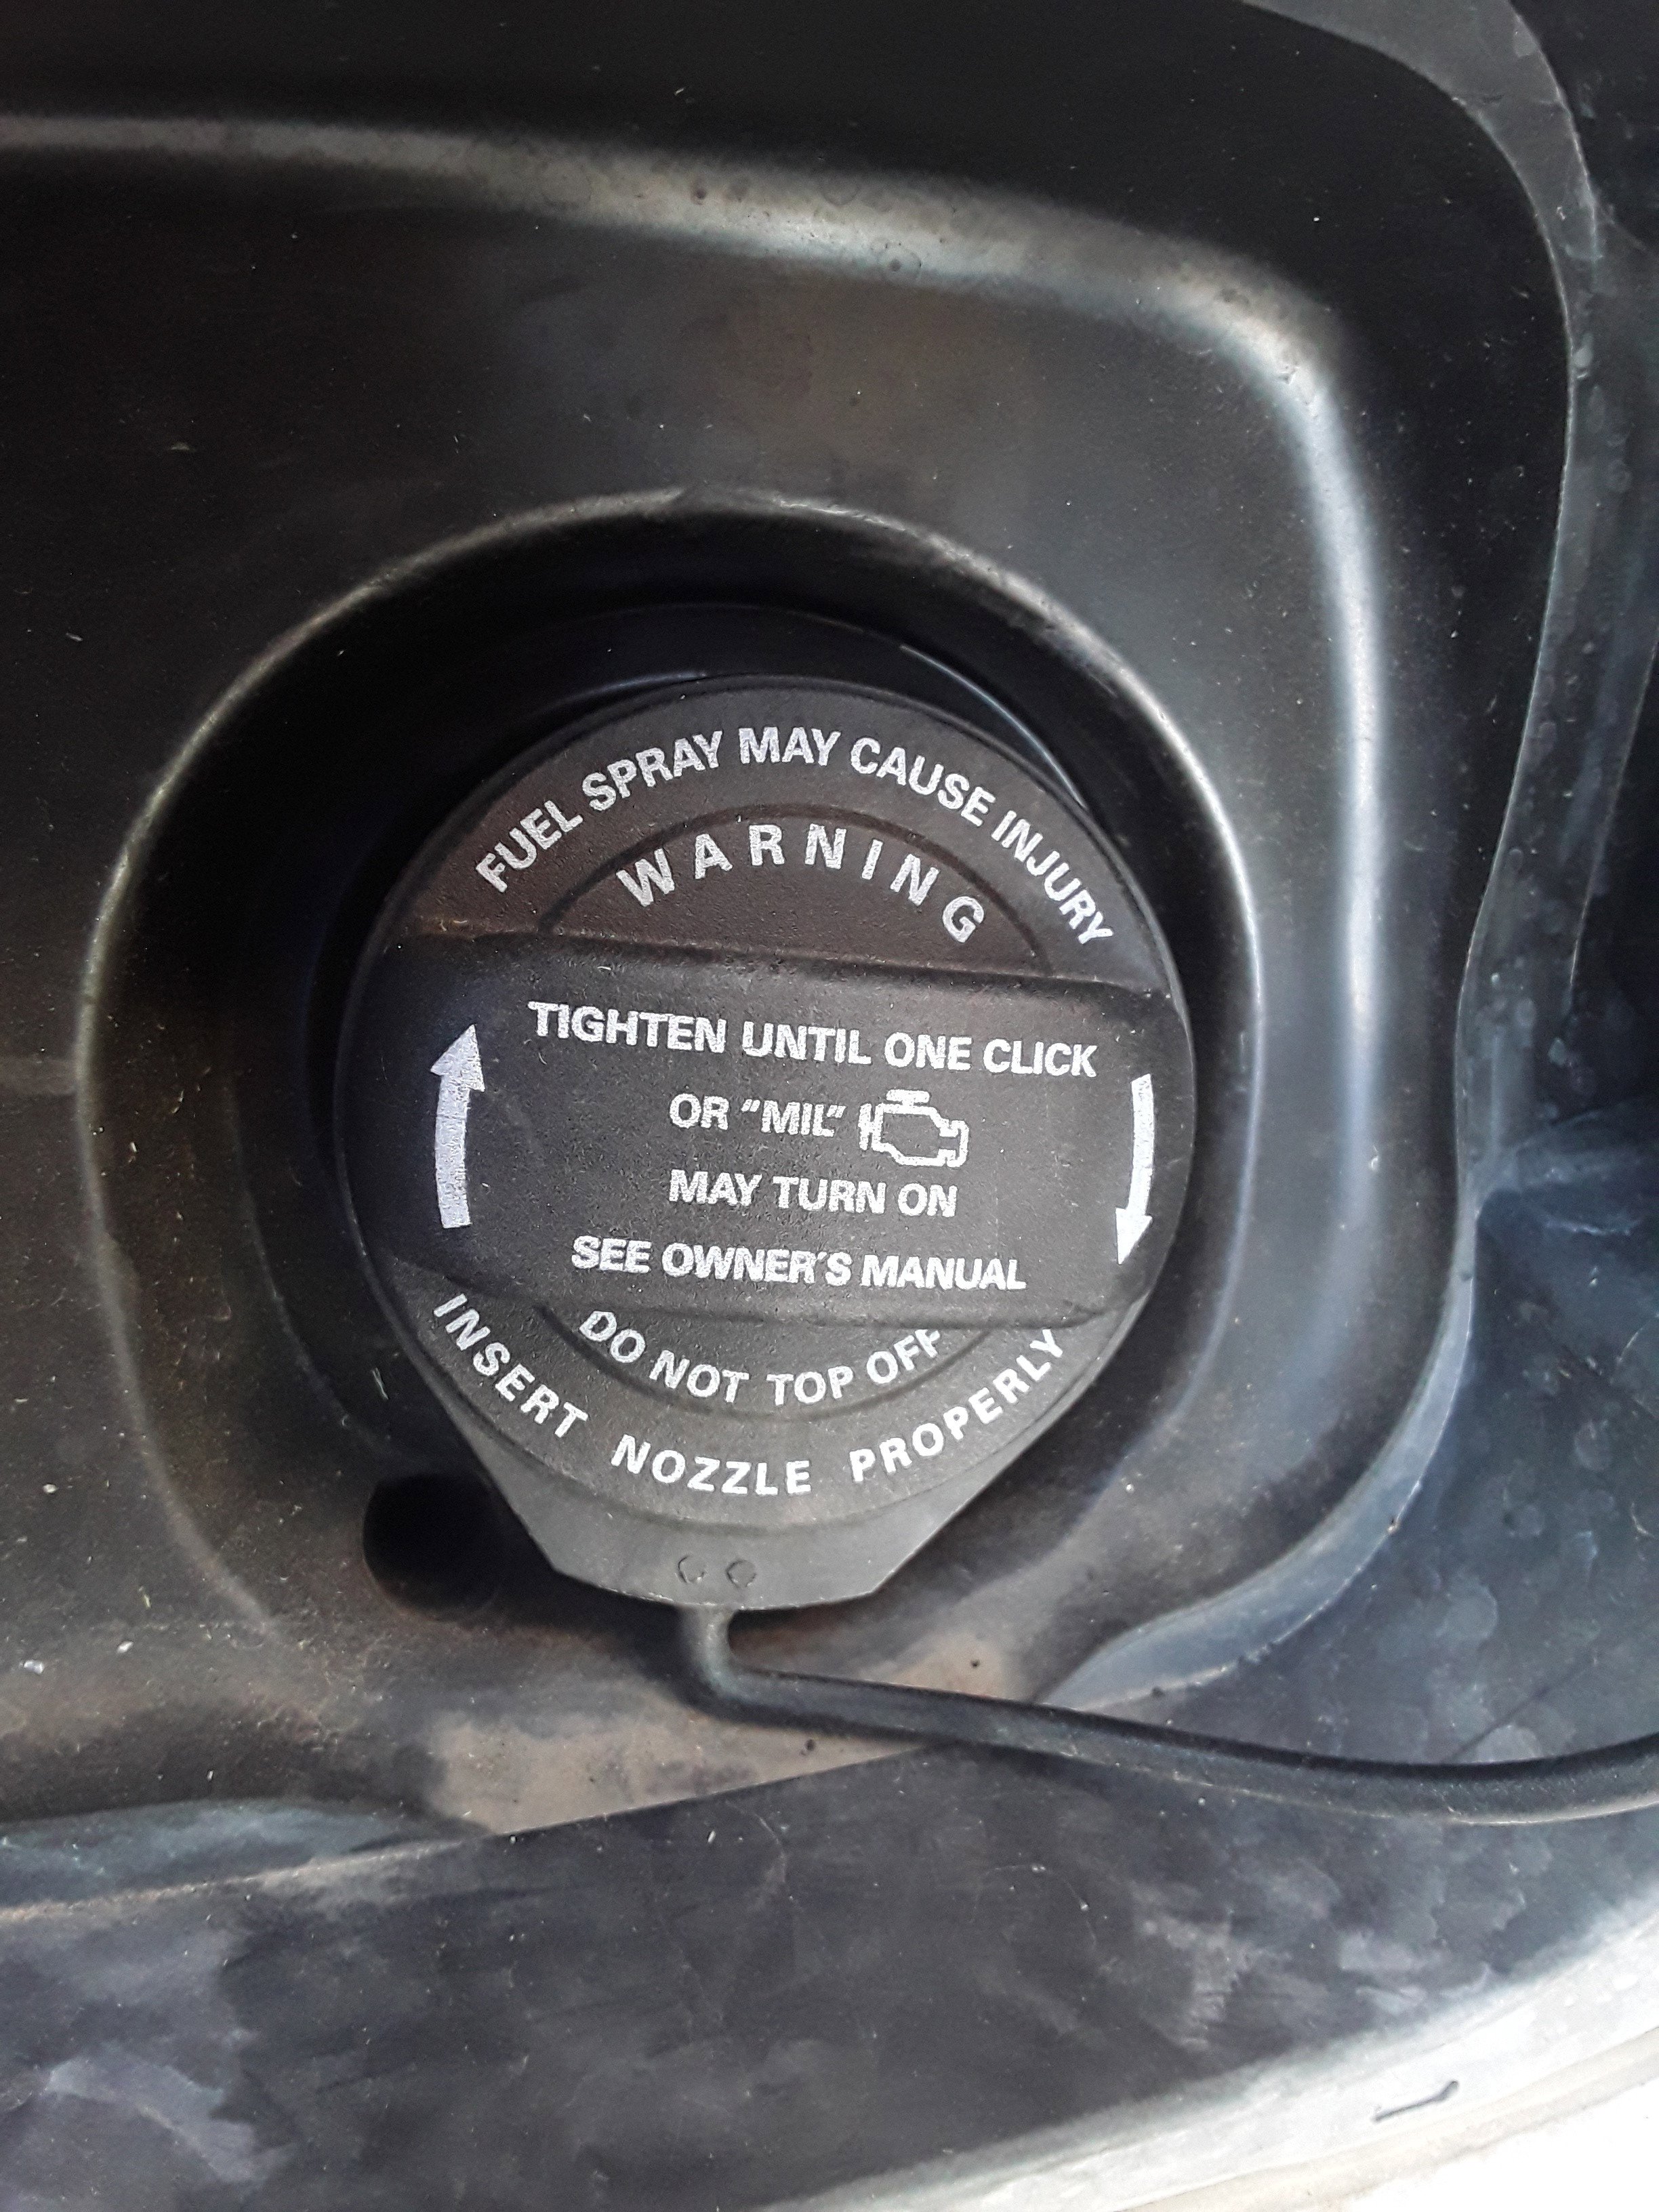 FUEL SPRAY MAY CAUSE INJURY
WARNING
TIGHTEN UNTIL ONE CLICK
OR "MIL"
MAY TURN ON
SEE OWNER'S MANUAL
DO NOT TOP OFF
INSERT NOZZLE PROPERLY